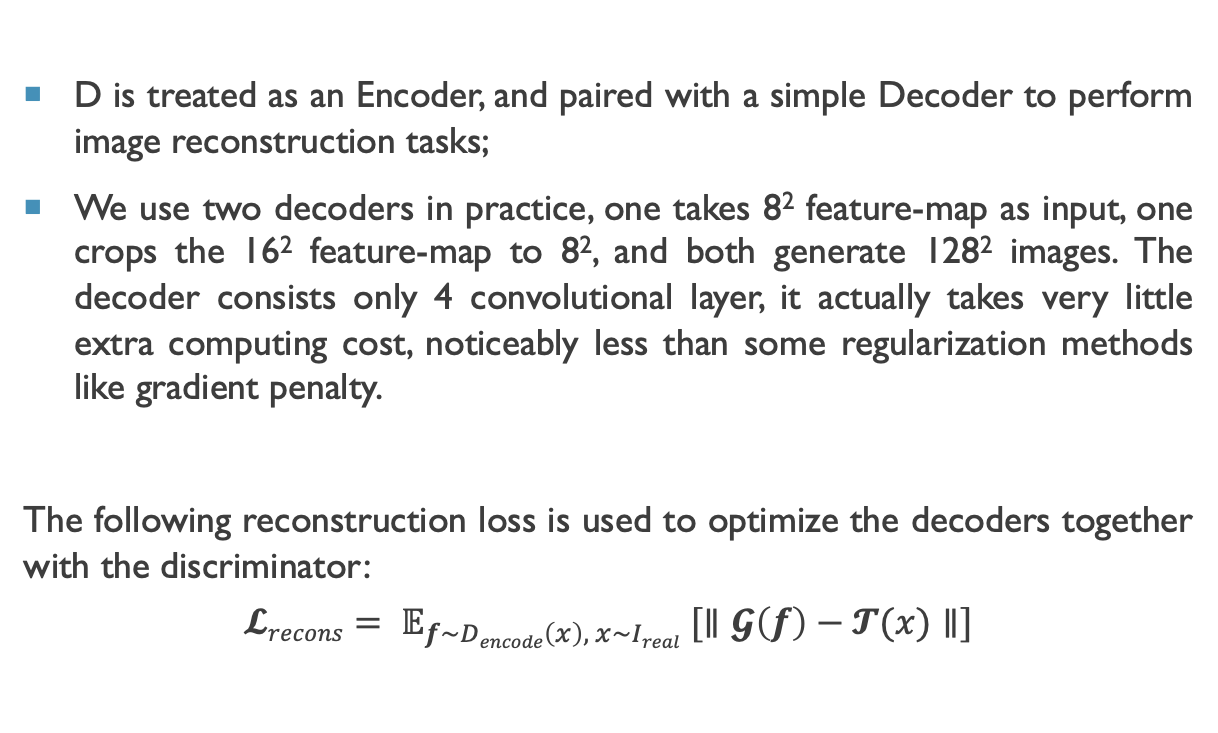 ▪ D is treated as an Encoder, and paired with a simple Decoder to perform
image reconstruction tasks;
▪ We use two decoders in practice, one takes 8² feature-map as input, one
crops the 16² feature-map to 8², and both generate 128² images. The
decoder consists only 4 convolutional layer, it actually takes very little
extra computing cost, noticeably less than some regularization methods
like gradient penalty.
The following reconstruction loss is used to optimize the decoders together
with the discriminator:
𝓛_recons = 𝔼_{𝒇~D_encode(x), x~I_real} [∥ 𝓖(𝒇) − 𝓣(x) ∥]